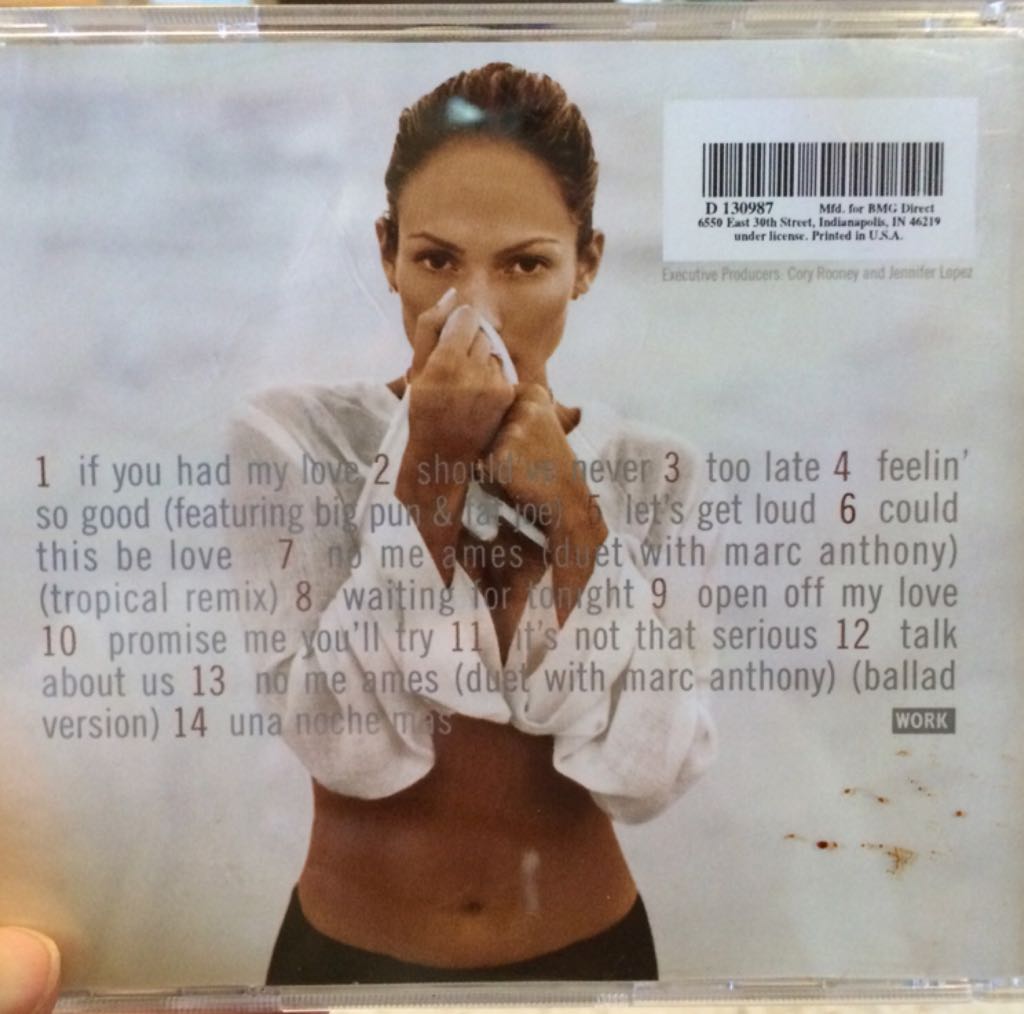 D 130987 Mfd. for BMG Direct
6550 East 30th Street, Indianapolis, IN 46219
under license. Printed in U.S.A.
Executive Producers: Cory Rooney and Jennifer Lopez
1 if you had my love 2 should've never 3 too late 4 feelin'
so good (featuring big pun & fat joe) 5 let's get loud 6 could
this be love 7 no me ames (duet with marc anthony)
(tropical remix) 8 waiting for tonight 9 open off my love
10 promise me you'll try 11 it's not that serious 12 talk
about us 13 no me ames (duet with marc anthony) (ballad
version) 14 una noche mas
WORK